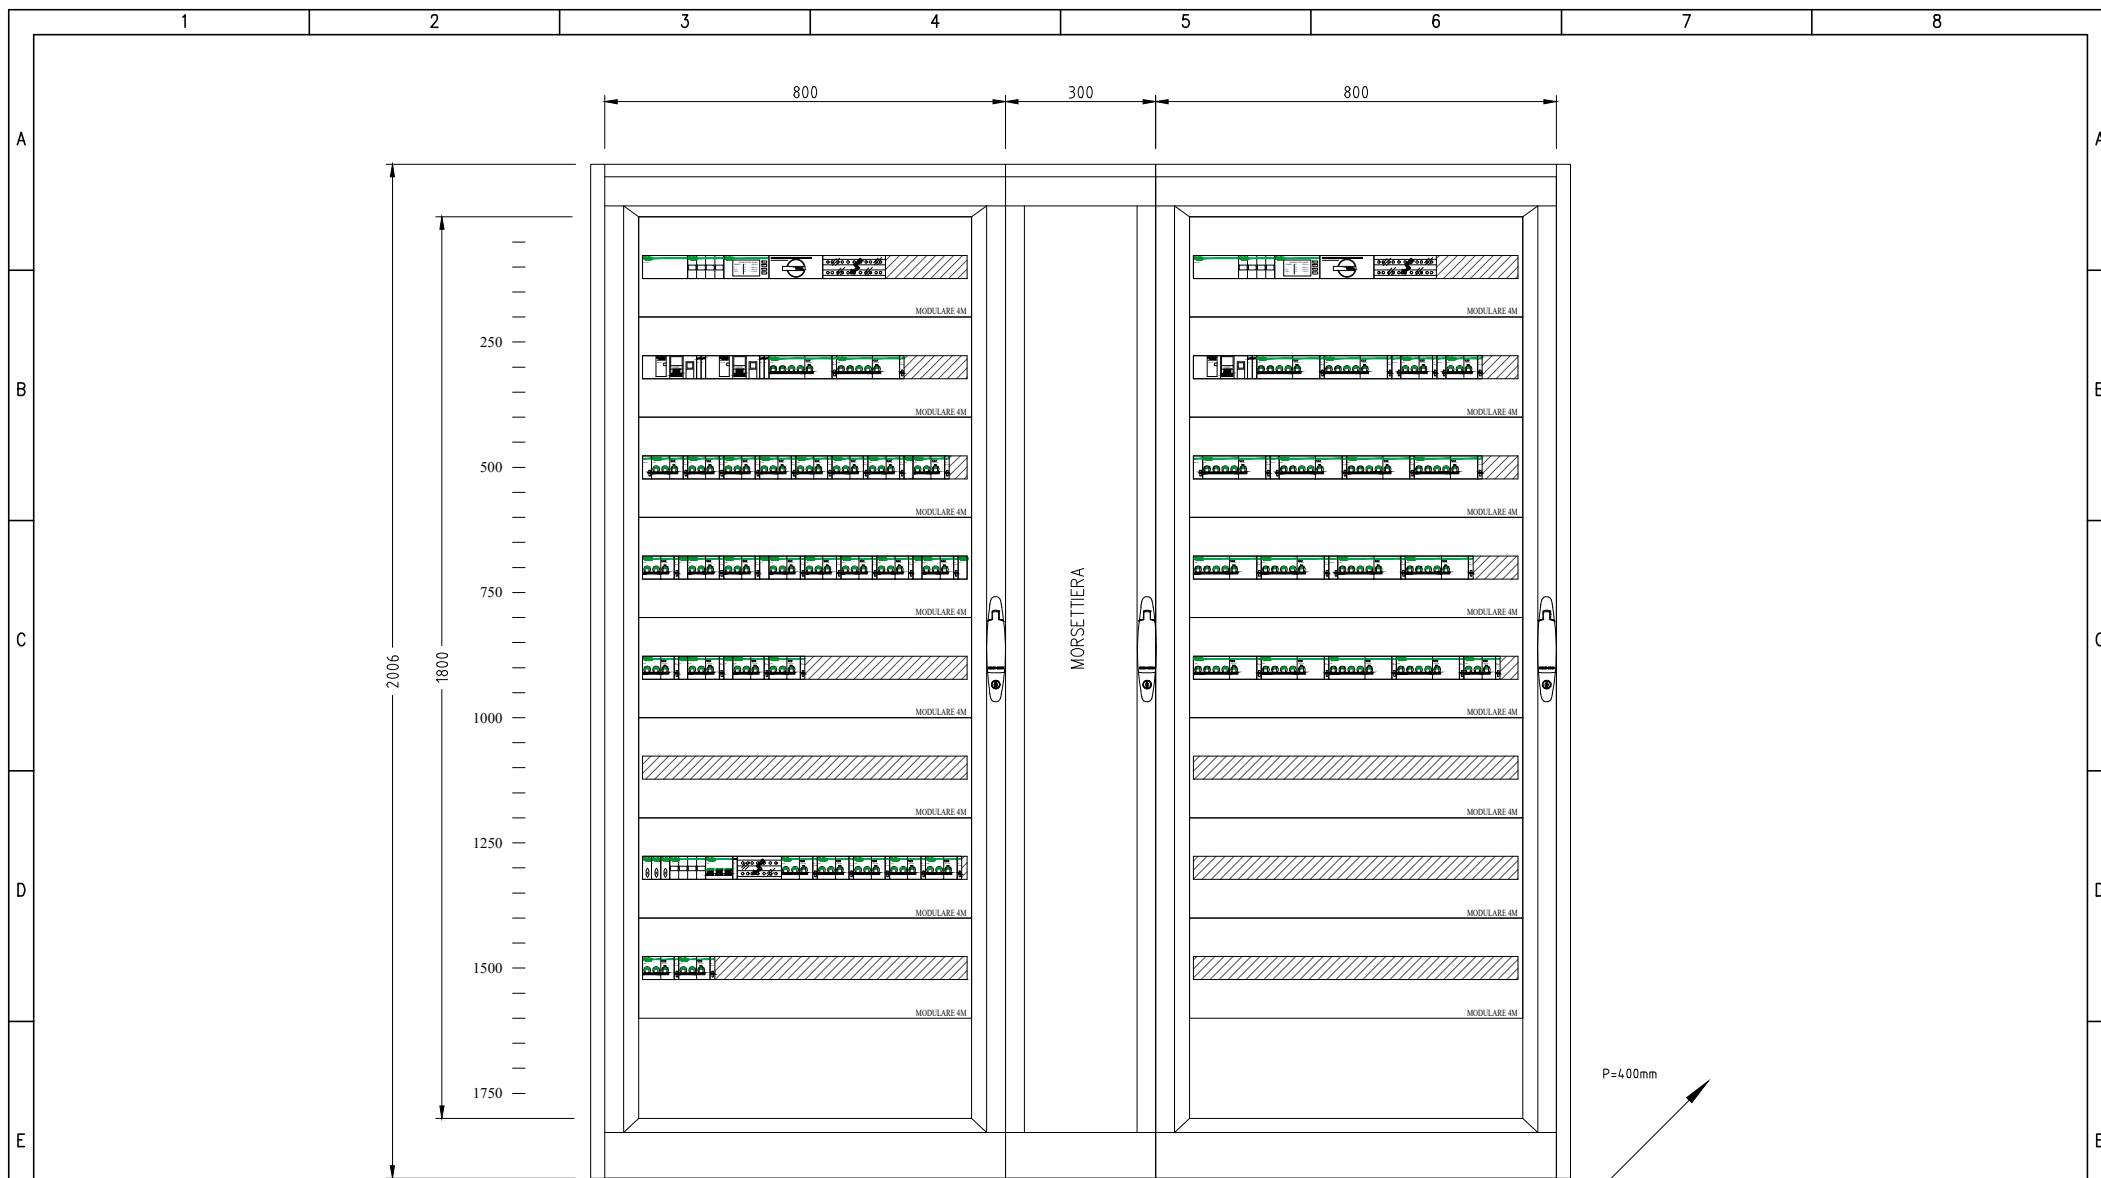 1 2 3 4 5 6 7 8
800 300 800
A A
MODULARE 4M MODULARE 4M
250
B
MODULARE 4M MODULARE 4M
500
MODULARE 4M MODULARE 4M
750
MODULARE 4M MODULARE 4M
MORSETTIERA
C
2006
1800
1000
MODULARE 4M MODULARE 4M
MODULARE 4M MODULARE 4M
1250
D
MODULARE 4M MODULARE 4M
1500
MODULARE 4M MODULARE 4M
P=400mm
1750
E